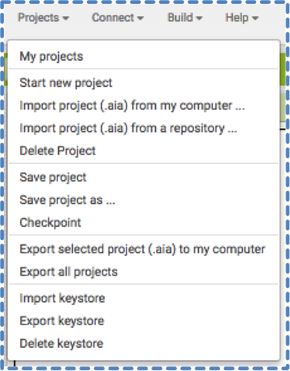 Projects Connect Build Help
My projects
Start new project
Import project (.aia) from my computer ...
Import project (.aia) from a repository ...
Delete Project
Save project
Save project as ...
Checkpoint
Export selected project (.aia) to my computer
Export all projects
Import keystore
Export keystore
Delete keystore